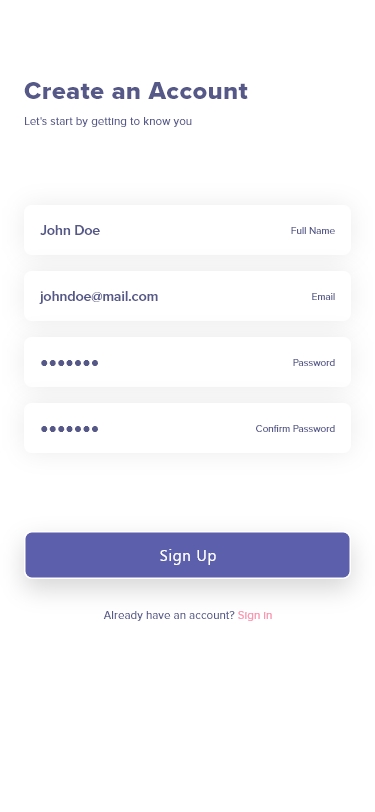 Create an Account
Let's start by getting to know you
John Doe Full Name
johndoe@mail.com Email
●●●●●●● Password
●●●●●●● Confirm Password
Sign Up
Already have an account? Sign in